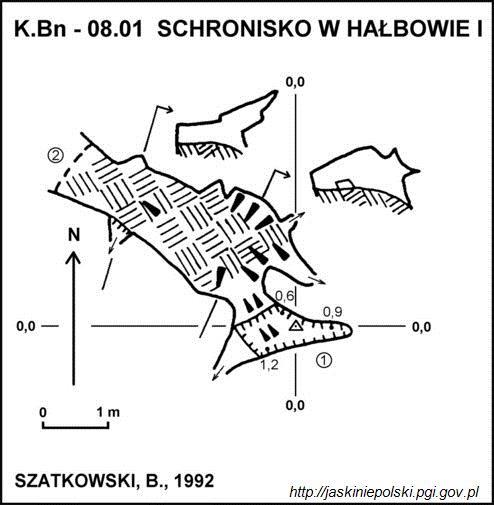 K.Bn - 08.01 SCHRONISKO W HAŁBOWIE I
0,0
②
N
0,6
0,9
0,0
0,0
1,2
①
0,0
0 1 m
SZATKOWSKI, B., 1992
http://jaskiniepolski.pgi.gov.pl